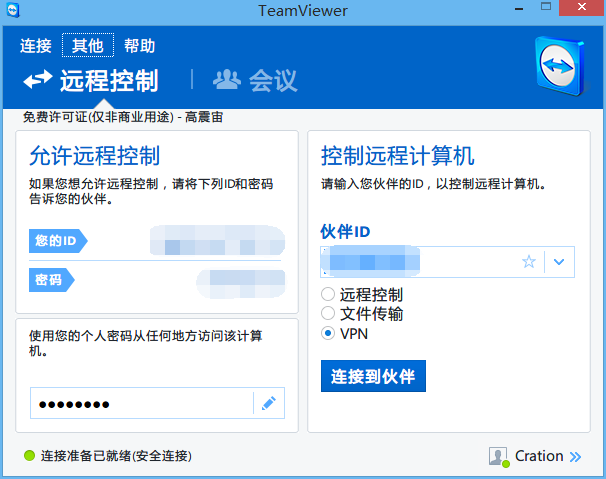 TeamViewer
连接 其他 帮助
远程控制 会议
免费许可证(仅非商业用途) - 高震宙
允许远程控制
如果您想允许远程控制，请将下列ID和密码
告诉您的伙伴。
您的ID
密码
使用您的个人密码从任何地方访问该计算
机。
控制远程计算机
请输入您伙伴的ID，以控制远程计算机。
伙伴ID
远程控制
文件传输
VPN
连接到伙伴
连接准备已就绪(安全连接)
Cration